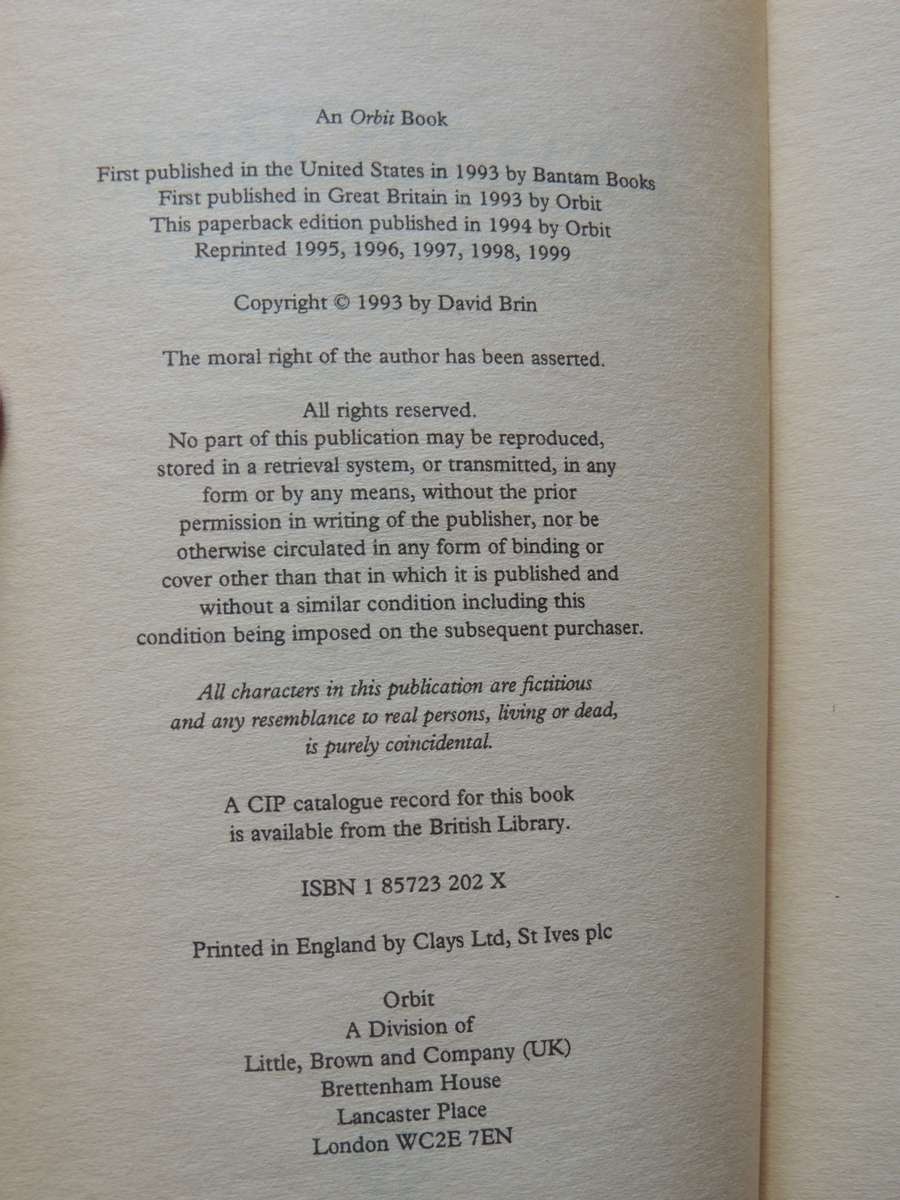 An Orbit Book
First published in the United States in 1993 by Bantam Books
First published in Great Britain in 1993 by Orbit
This paperback edition published in 1994 by Orbit
Reprinted 1995, 1996, 1997, 1998, 1999
Copyright © 1993 by David Brin
The moral right of the author has been asserted.
All rights reserved.
No part of this publication may be reproduced,
stored in a retrieval system, or transmitted, in any
form or by any means, without the prior
permission in writing of the publisher, nor be
otherwise circulated in any form of binding or
cover other than that in which it is published and
without a similar condition including this
condition being imposed on the subsequent purchaser.
All characters in this publication are fictitious
and any resemblance to real persons, living or dead,
is purely coincidental.
A CIP catalogue record for this book
is available from the British Library.
ISBN 1 85723 202 X
Printed in England by Clays Ltd, St Ives plc
Orbit
A Division of
Little, Brown and Company (UK)
Brettenham House
Lancaster Place
London WC2E 7EN